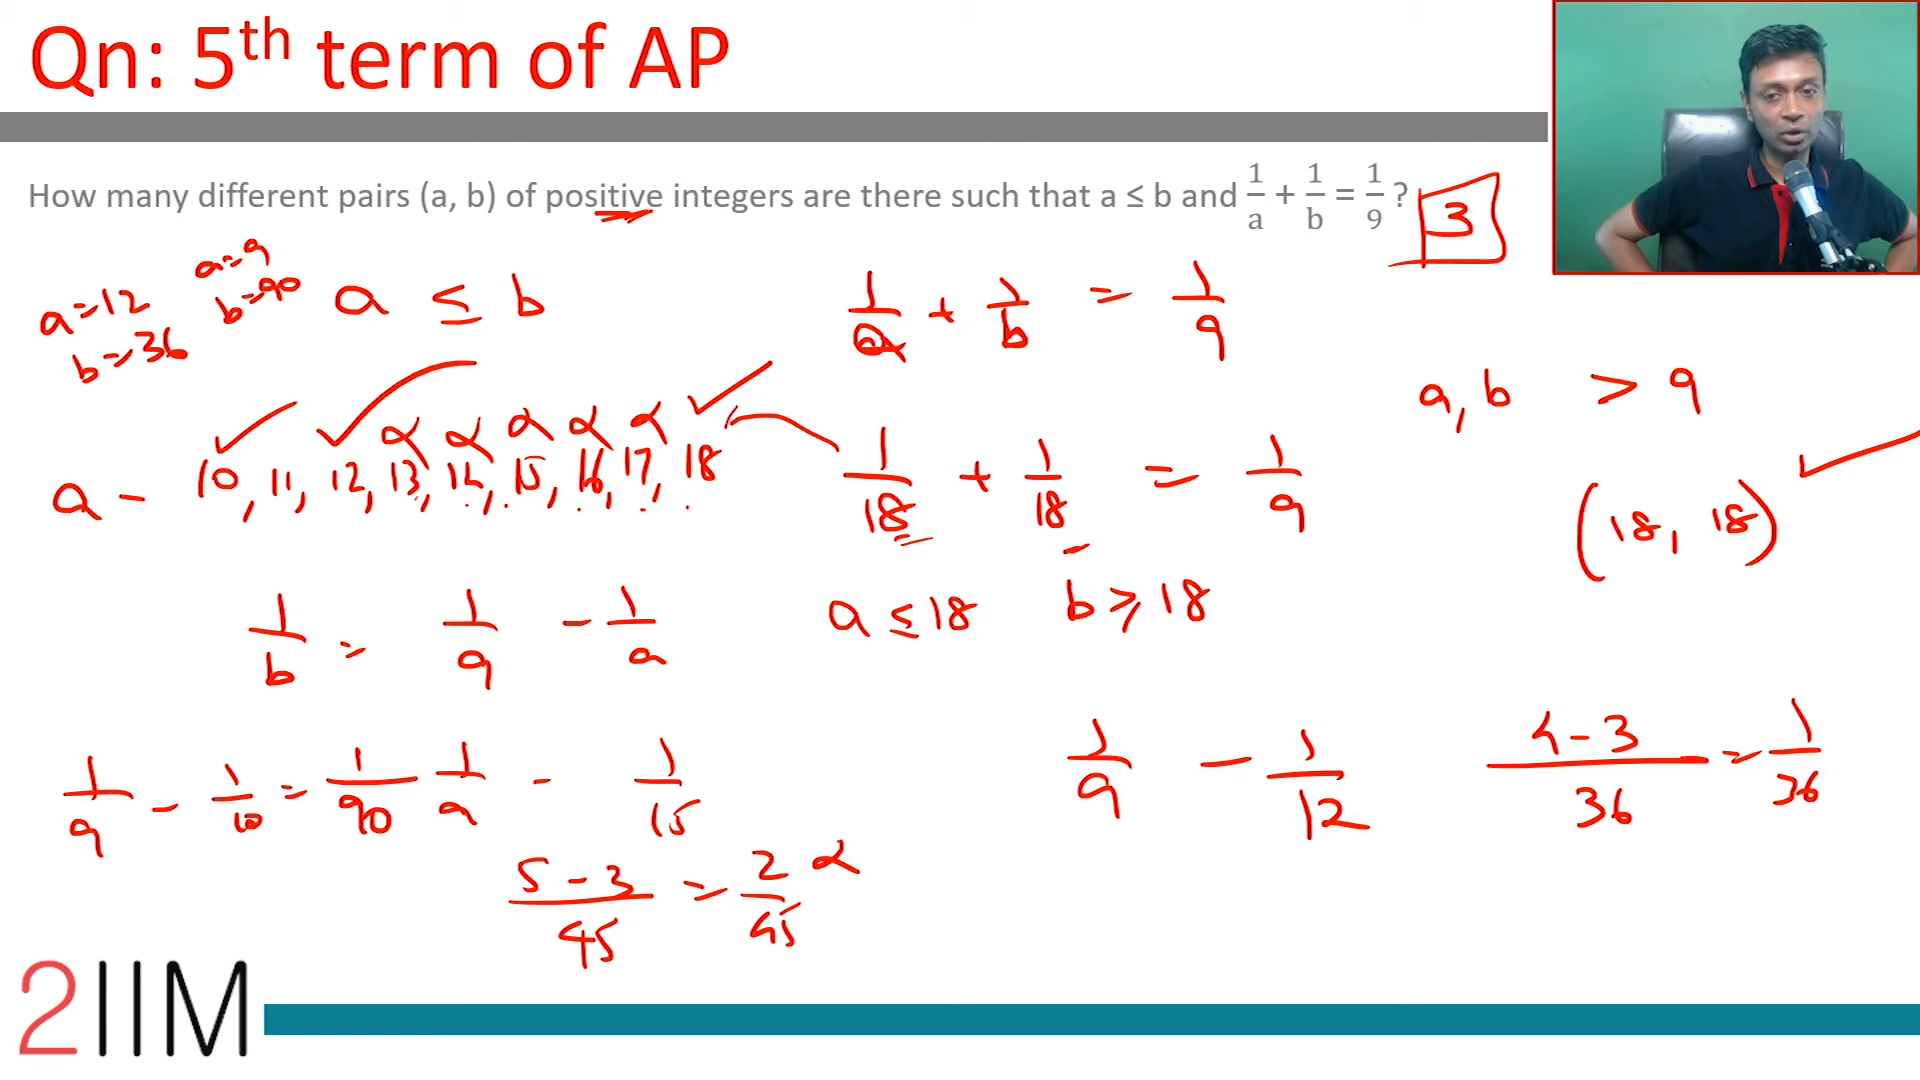 Qn: 5th term of AP
How many different pairs (a, b) of positive integers are there such that a ≤ b and 1/a + 1/b = 1/9 ?
3
a=12
b=36
a=9
b=90
a ≤ b
1/a + 1/b = 1/9
a, b > 9
a – 10, 11, 12, 13, 14, 15, 16, 17, 18
1/18 + 1/18 = 1/9
(18, 18)
1/b = 1/9 – 1/a
a ≤ 18 b ≥ 18
1/9 – 1/10 = 1/90
1/9 – 1/15
5 – 3/45 = 2/45
1/9 – 1/12
4 – 3/36 = 1/36
2IIM